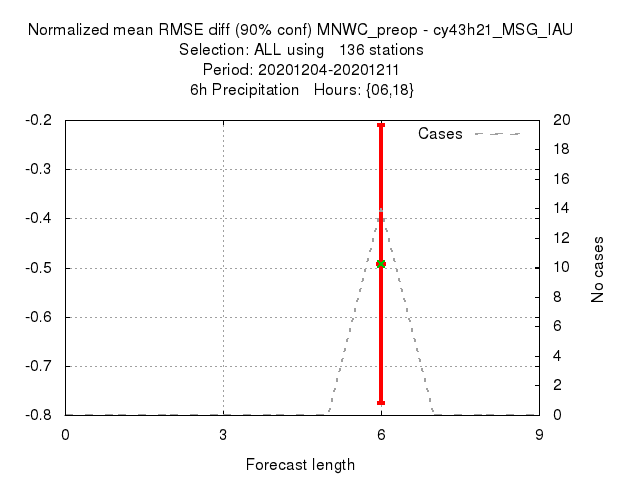 Normalized mean RMSE diff (90% conf) MNWC_preop - cy43h21_MSG_IAU
Selection: ALL using 136 stations
Period: 20201204-20201211
6h Precipitation Hours: {06,18}
Cases
-0.2
-0.3
-0.4
-0.5
-0.6
-0.7
-0.8
20
18
16
14
12
10
8
6
4
2
0
No cases
0 3 6 9
Forecast length